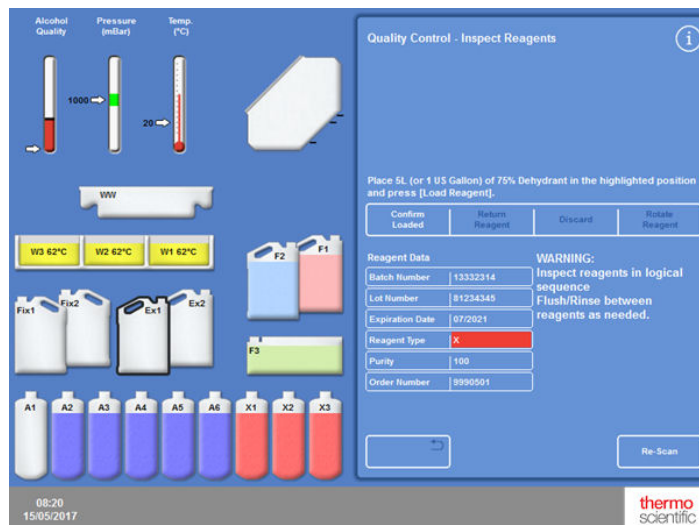 Alcohol
Quality
Pressure
(mBar)
Temp.
(°C)
1000
20
WW
W3 62°C
W2 62°C
W1 62°C
Fix1
Fix2
Ex1
Ex2
F2
F1
F3
A1
A2
A3
A4
A5
A6
X1
X2
X3
08:20
15/05/2017
Quality Control - Inspect Reagents
i
Place 5L (or 1 US Gallon) of 75% Dehydrant in the highlighted position
and press [Load Reagent].
Confirm
Loaded
Return
Reagent
Discard
Rotate
Reagent
Reagent Data
Batch Number 13332314
Lot Number 81234345
Expiration Date 07/2021
Reagent Type X
Purity 100
Order Number 9990501
WARNING:
Inspect reagents in logical
sequence
Flush/Rinse between
reagents as needed.
Re-Scan
thermo
scientific